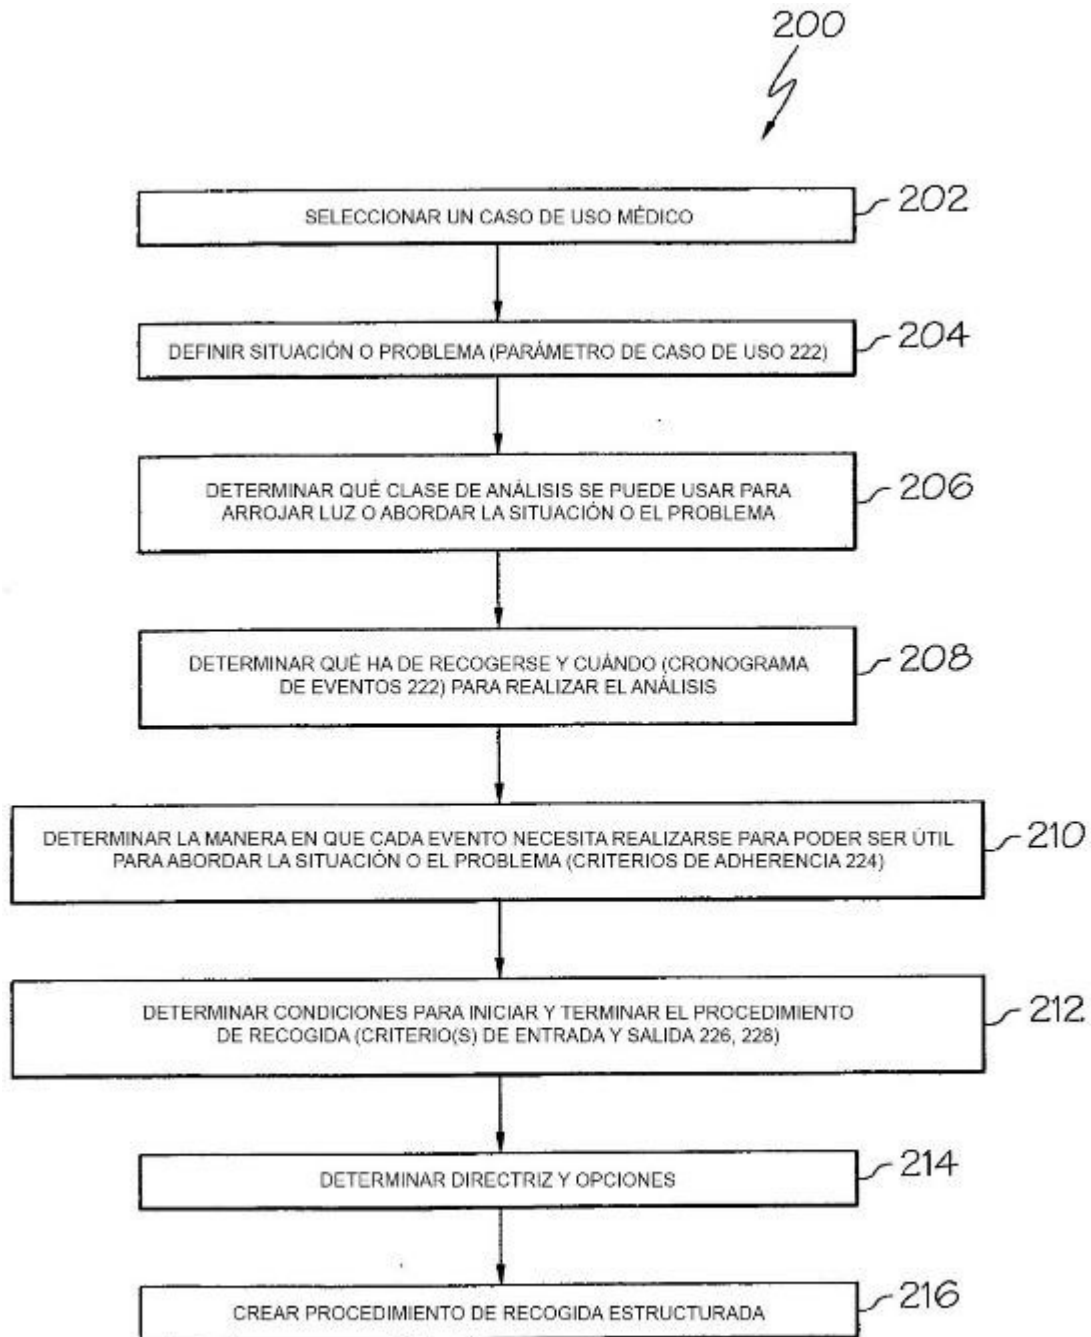 200
SELECCIONAR UN CASO DE USO MÉDICO
202
DEFINIR SITUACIÓN O PROBLEMA (PARÁMETRO DE CASO DE USO 222)
204
DETERMINAR QUÉ CLASE DE ANÁLISIS SE PUEDE USAR PARA
ARROJAR LUZ O ABORDAR LA SITUACIÓN O EL PROBLEMA
206
DETERMINAR QUÉ HA DE RECOGERSE Y CUÁNDO (CRONOGRAMA
DE EVENTOS 222) PARA REALIZAR EL ANÁLISIS
208
DETERMINAR LA MANERA EN QUE CADA EVENTO NECESITA REALIZARSE PARA PODER SER ÚTIL
PARA ABORDAR LA SITUACIÓN O EL PROBLEMA (CRITERIOS DE ADHERENCIA 224)
210
DETERMINAR CONDICIONES PARA INICIAR Y TERMINAR EL PROCEDIMIENTO
DE RECOGIDA (CRITERIO(S) DE ENTRADA Y SALIDA 226, 228)
212
DETERMINAR DIRECTRIZ Y OPCIONES
214
CREAR PROCEDIMIENTO DE RECOGIDA ESTRUCTURADA
216